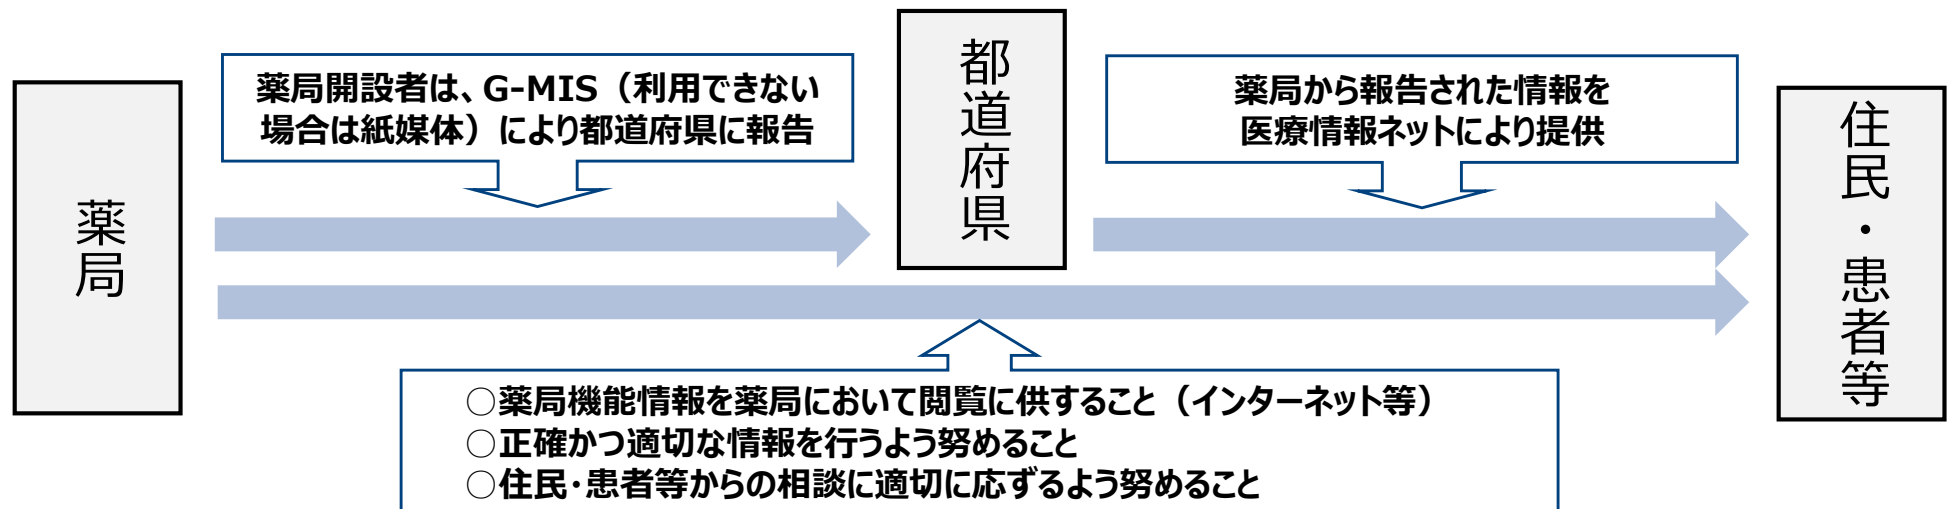 薬局
薬局開設者は、G-MIS（利用できない
場合は紙媒体）により都道府県に報告
都道府県
薬局から報告された情報を
医療情報ネットにより提供
住民・患者等
○薬局機能情報を薬局において閲覧に供すること（インターネット等）
○正確かつ適切な情報を行うよう努めること
○住民・患者等からの相談に適切に応ずるよう努めること